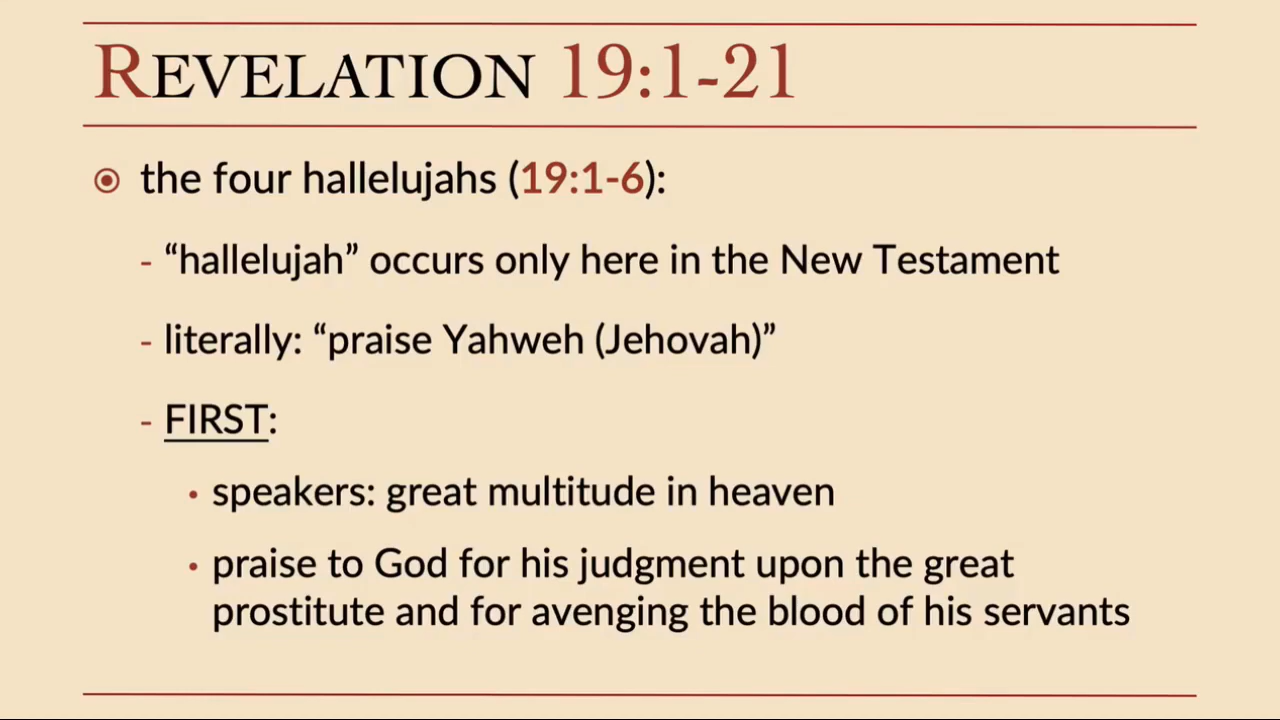 REVELATION 19:1-21
the four hallelujahs (19:1-6):
- “hallelujah” occurs only here in the New Testament
- literally: “praise Yahweh (Jehovah)”
- FIRST:
• speakers: great multitude in heaven
• praise to God for his judgment upon the great
prostitute and for avenging the blood of his servants